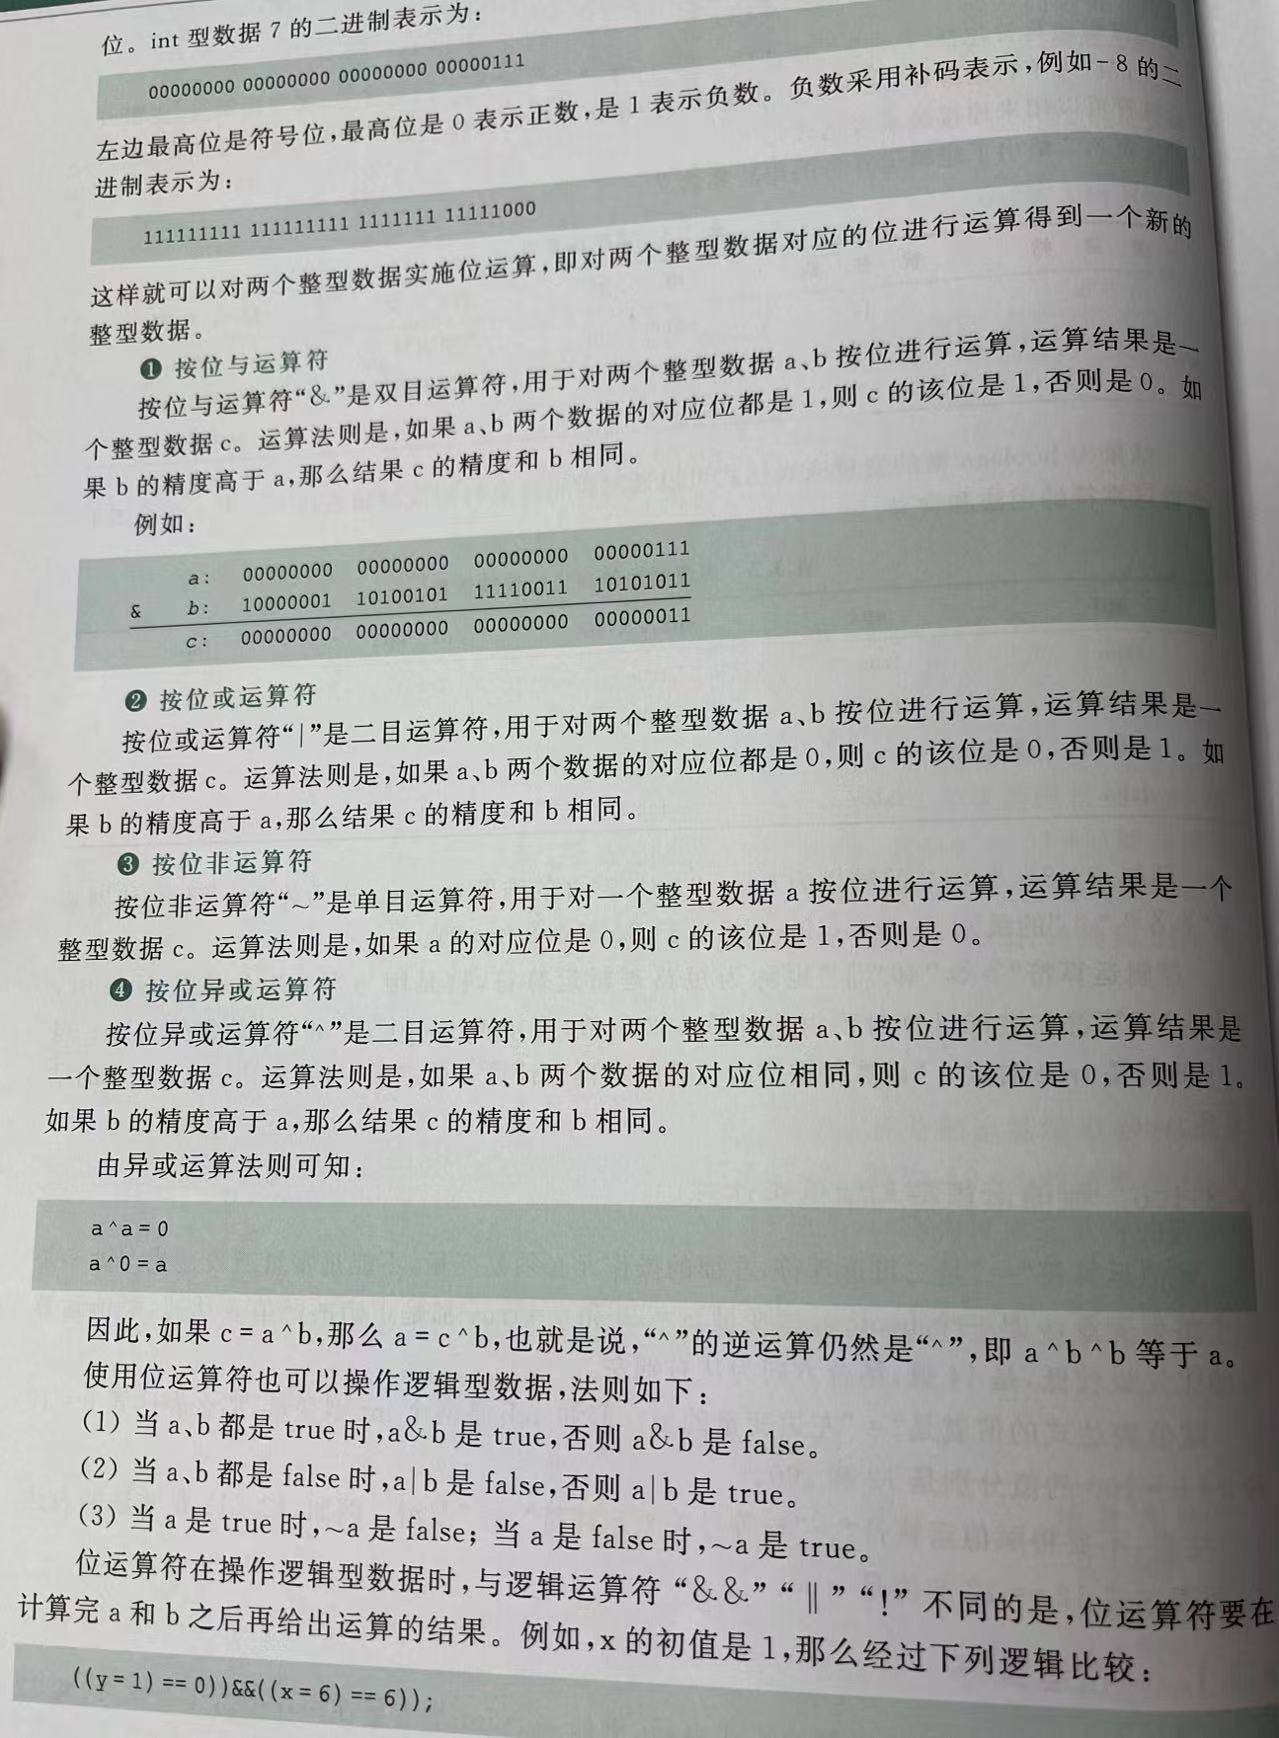 位。int 型数据 7 的二进制表示为：
00000000 00000000 00000000 00000111
左边最高位是符号位，最高位是 0 表示正数，是 1 表示负数。负数采用补码表示，例如-8 的二
进制表示为：
111111111 111111111 1111111 11111000
这样就可以对两个整型数据实施位运算，即对两个整型数据对应的位进行运算得到一个新的
整型数据。
❶ 按位与运算符
按位与运算符“&”是双目运算符，用于对两个整型数据 a、b 按位进行运算，运算结果是一
个整型数据 c。运算法则是，如果 a、b 两个数据的对应位都是 1，则 c 的该位是 1，否则是 0。如
果 b 的精度高于 a，那么结果 c 的精度和 b 相同。
例如：
a: 00000000 00000000 00000000 00000111
& b: 10000001 10100101 11110011 10101011
c: 00000000 00000000 00000000 00000011
❷ 按位或运算符
按位或运算符“|”是二目运算符，用于对两个整型数据 a、b 按位进行运算，运算结果是一
个整型数据 c。运算法则是，如果 a、b 两个数据的对应位都是 0，则 c 的该位是 0，否则是 1。如
果 b 的精度高于 a，那么结果 c 的精度和 b 相同。
❸ 按位非运算符
按位非运算符“~”是单目运算符，用于对一个整型数据 a 按位进行运算，运算结果是一个
整型数据 c。运算法则是，如果 a 的对应位是 0，则 c 的该位是 1，否则是 0。
❹ 按位异或运算符
按位异或运算符“^”是二目运算符，用于对两个整型数据 a、b 按位进行运算，运算结果是
一个整型数据 c。运算法则是，如果 a、b 两个数据的对应位相同，则 c 的该位是 0，否则是 1。
如果 b 的精度高于 a，那么结果 c 的精度和 b 相同。
由异或运算法则可知：
a^a=0
a^0=a
因此，如果 c=a^b，那么 a=c^b，也就是说，“^”的逆运算仍然是“^”，即 a^b^b 等于 a。
使用位运算符也可以操作逻辑型数据，法则如下：
(1) 当 a、b 都是 true 时，a&b 是 true，否则 a&b 是 false。
(2) 当 a、b 都是 false 时，a|b 是 false，否则 a|b 是 true。
(3) 当 a 是 true 时，~a 是 false；当 a 是 false 时，~a 是 true。
位运算符在操作逻辑型数据时，与逻辑运算符“&&”“‖”“!”不同的是，位运算符要在
计算完 a 和 b 之后再给出运算的结果。例如，x 的初值是 1，那么经过下列逻辑比较：
((y=1)==0))&&((x=6)==6));